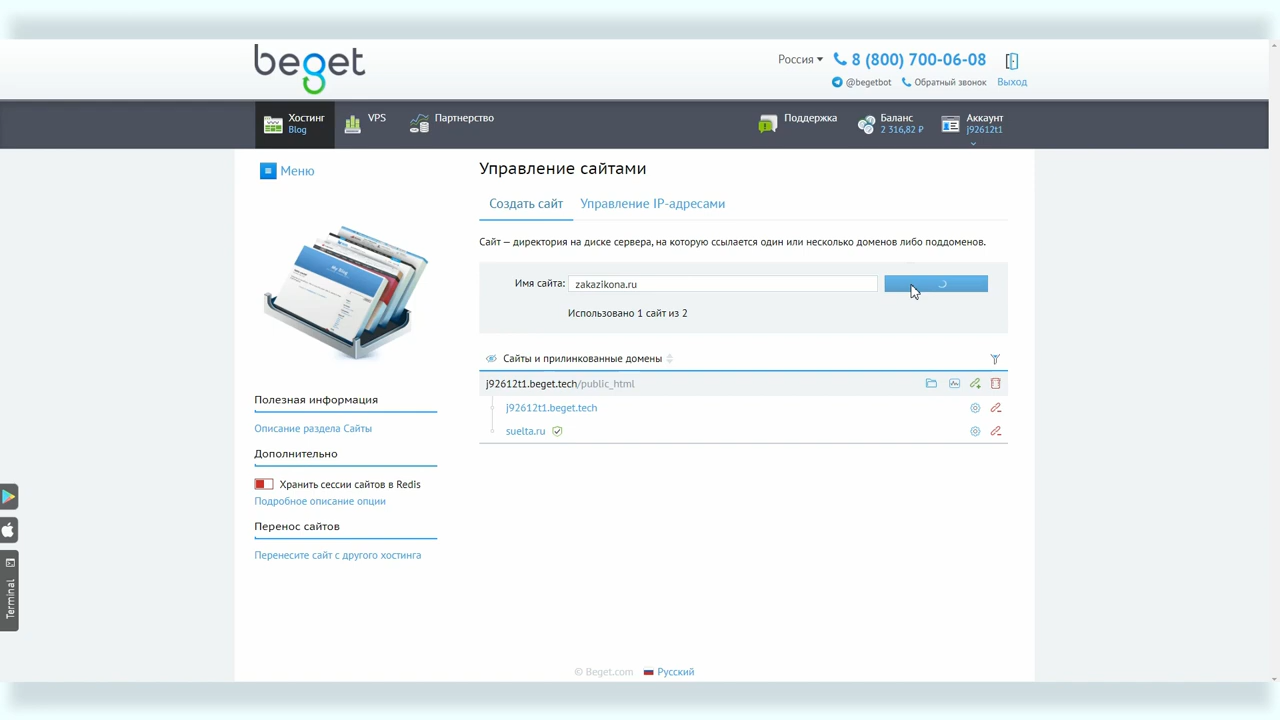 beget
Россия
8 (800) 700-06-08
@begetbot
Обратный звонок
Выход
Хостинг
Blog
VPS
Партнерство
Поддержка
Баланс
2 316,82 ₽
Аккаунт
j92612t1
Меню
Управление сайтами
Создать сайт
Управление IP-адресами
Сайт — директория на диске сервера, на которую ссылается один или несколько доменов либо поддоменов.
Имя сайта: zakazikona.ru
Использовано 1 сайт из 2
Сайты и прилинкованные домены
j92612t1.beget.tech/public_html
j92612t1.beget.tech
suelta.ru
Полезная информация
Описание раздела Сайты
Дополнительно
Хранить сессии сайтов в Redis
Подробное описание опции
Перенос сайтов
Перенесите сайт с другого хостинга
Terminal
© Beget.com
Русский